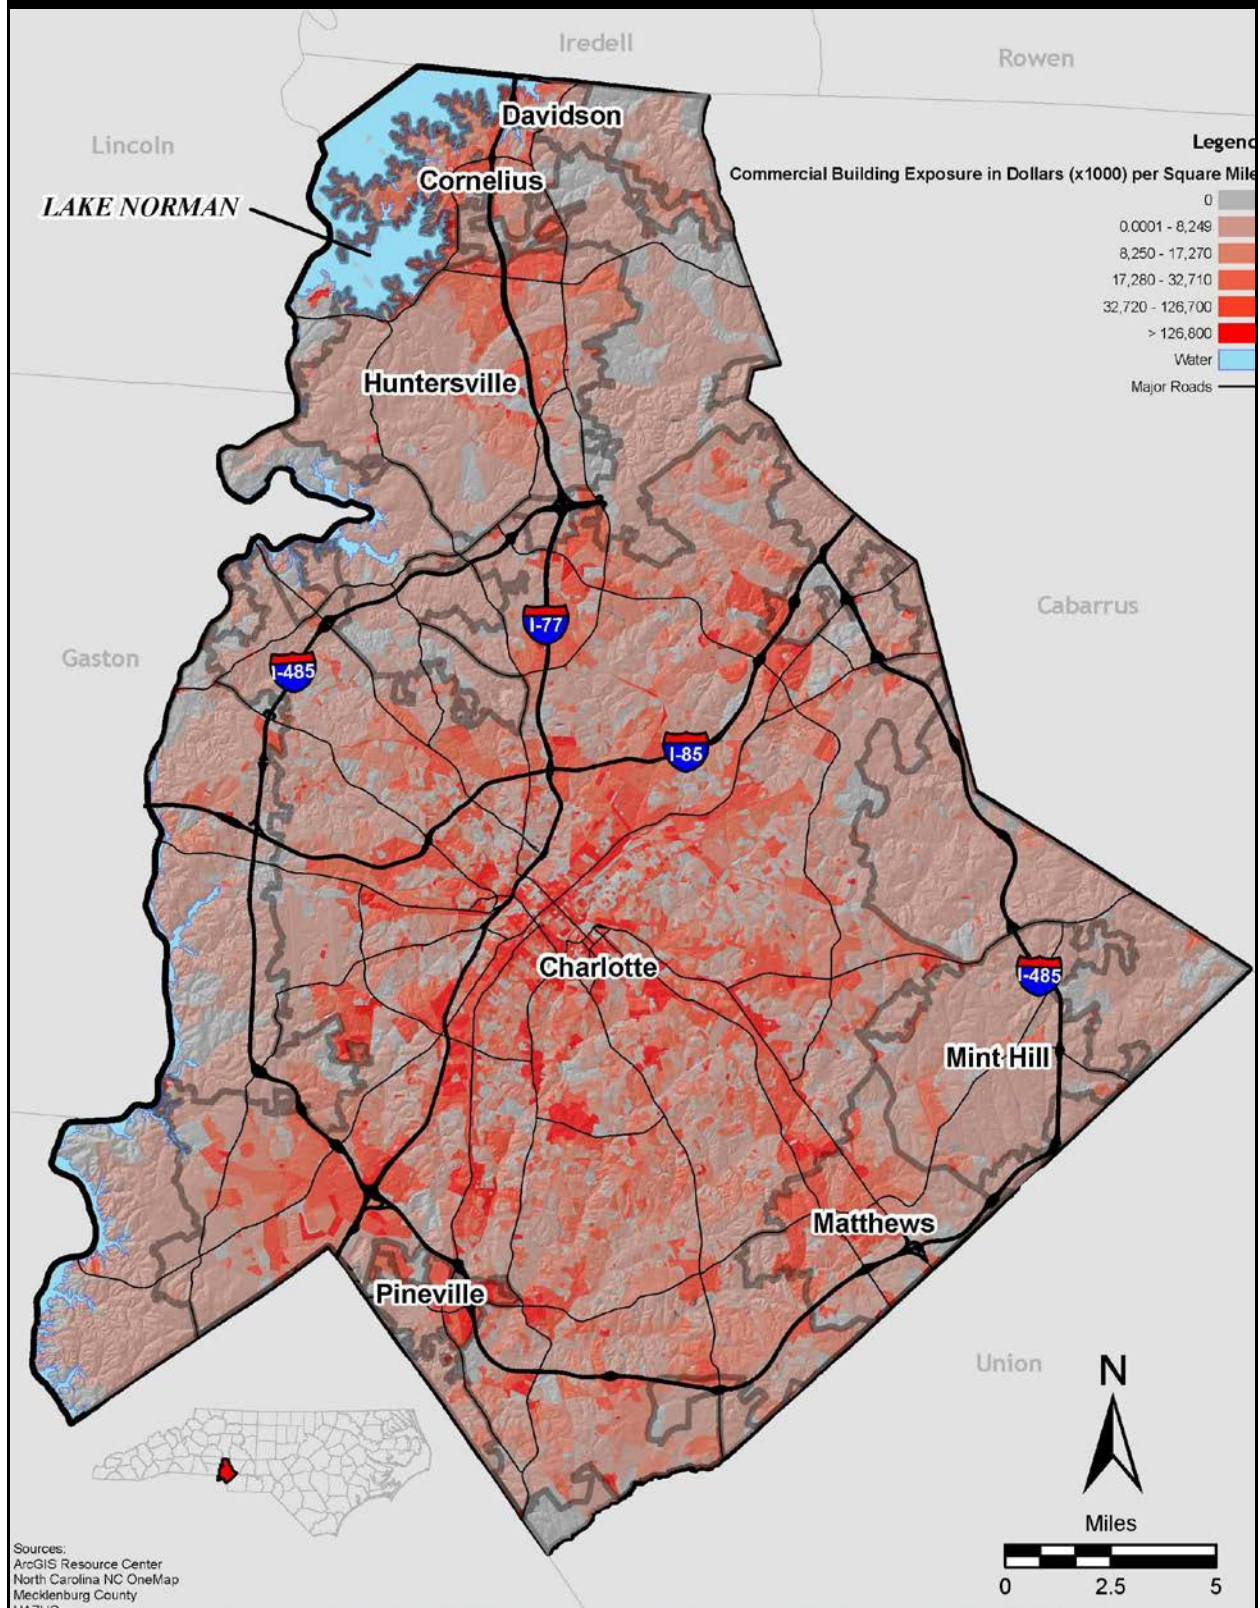 Iredell
Rowen
Davidson
Lincoln
Legend
Commercial Building Exposure in Dollars (x1000) per Square Mile
0
0.0001 - 8,249
8,250 - 17,270
17,280 - 32,710
32,720 - 126,700
> 126,800
Water
Major Roads
Cornelius
LAKE NORMAN
Huntersville
Cabarrus
I-77
Gaston
I-485
I-85
Charlotte
I-485
Mint Hill
Matthews
Pineville
Union
N
Miles
0 2.5 5
Sources:
ArcGIS Resource Center
North Carolina NC OneMap
Mecklenburg County